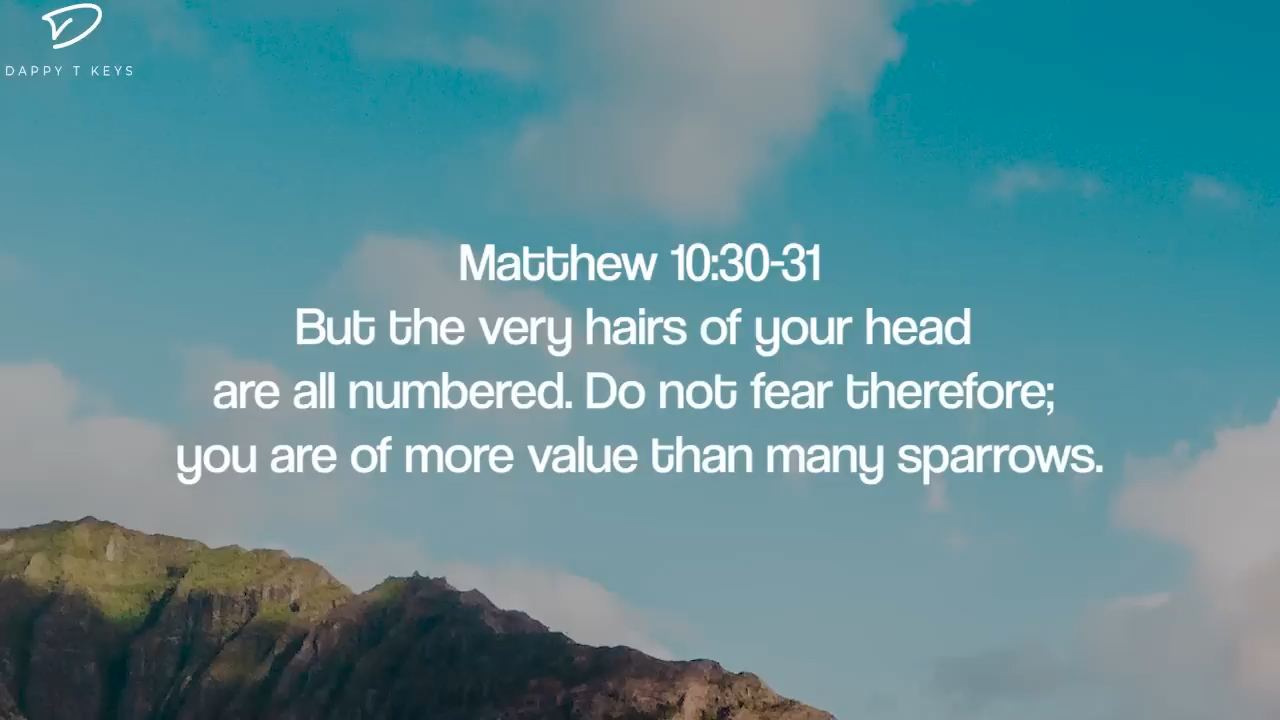 DAPPY T KEYS
Matthew 10:30-31
But the very hairs of your head
are all numbered. Do not fear therefore;
you are of more value than many sparrows.